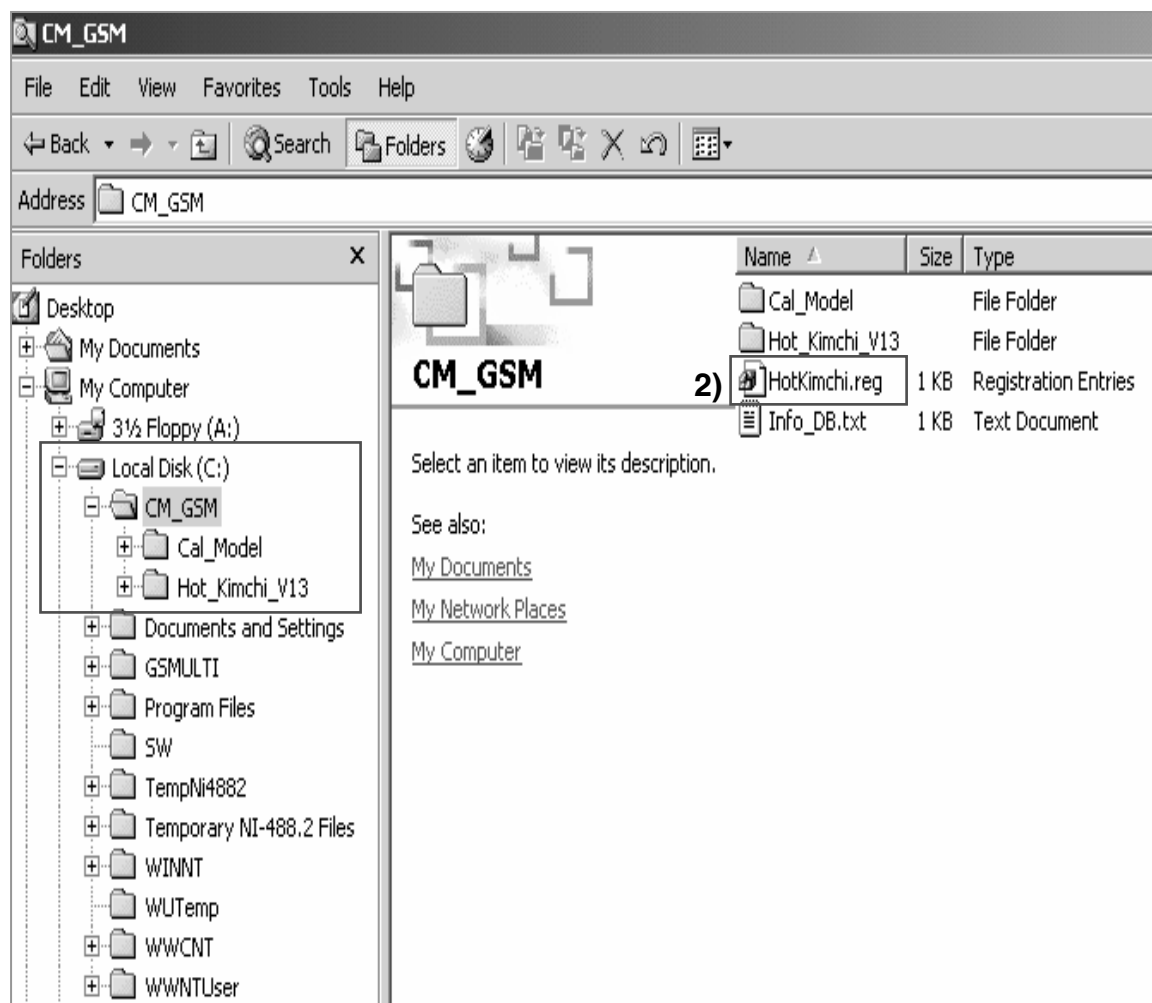 CM_GSM
File Edit View Favorites Tools Help
Back Search Folders
Address CM_GSM
Folders X
Desktop
My Documents
My Computer
3½ Floppy (A:)
Local Disk (C:)
CM_GSM
Cal_Model
Hot_Kimchi_V13
Documents and Settings
GSMULTI
Program Files
SW
TempNi4882
Temporary NI-488.2 Files
WINNT
WUTemp
WWCNT
WWNTUser
CM_GSM
Select an item to view its description.
See also:
My Documents
My Network Places
My Computer
Name Size Type
Cal_Model File Folder
Hot_Kimchi_V13 File Folder
2) HotKimchi.reg 1 KB Registration Entries
Info_DB.txt 1 KB Text Document